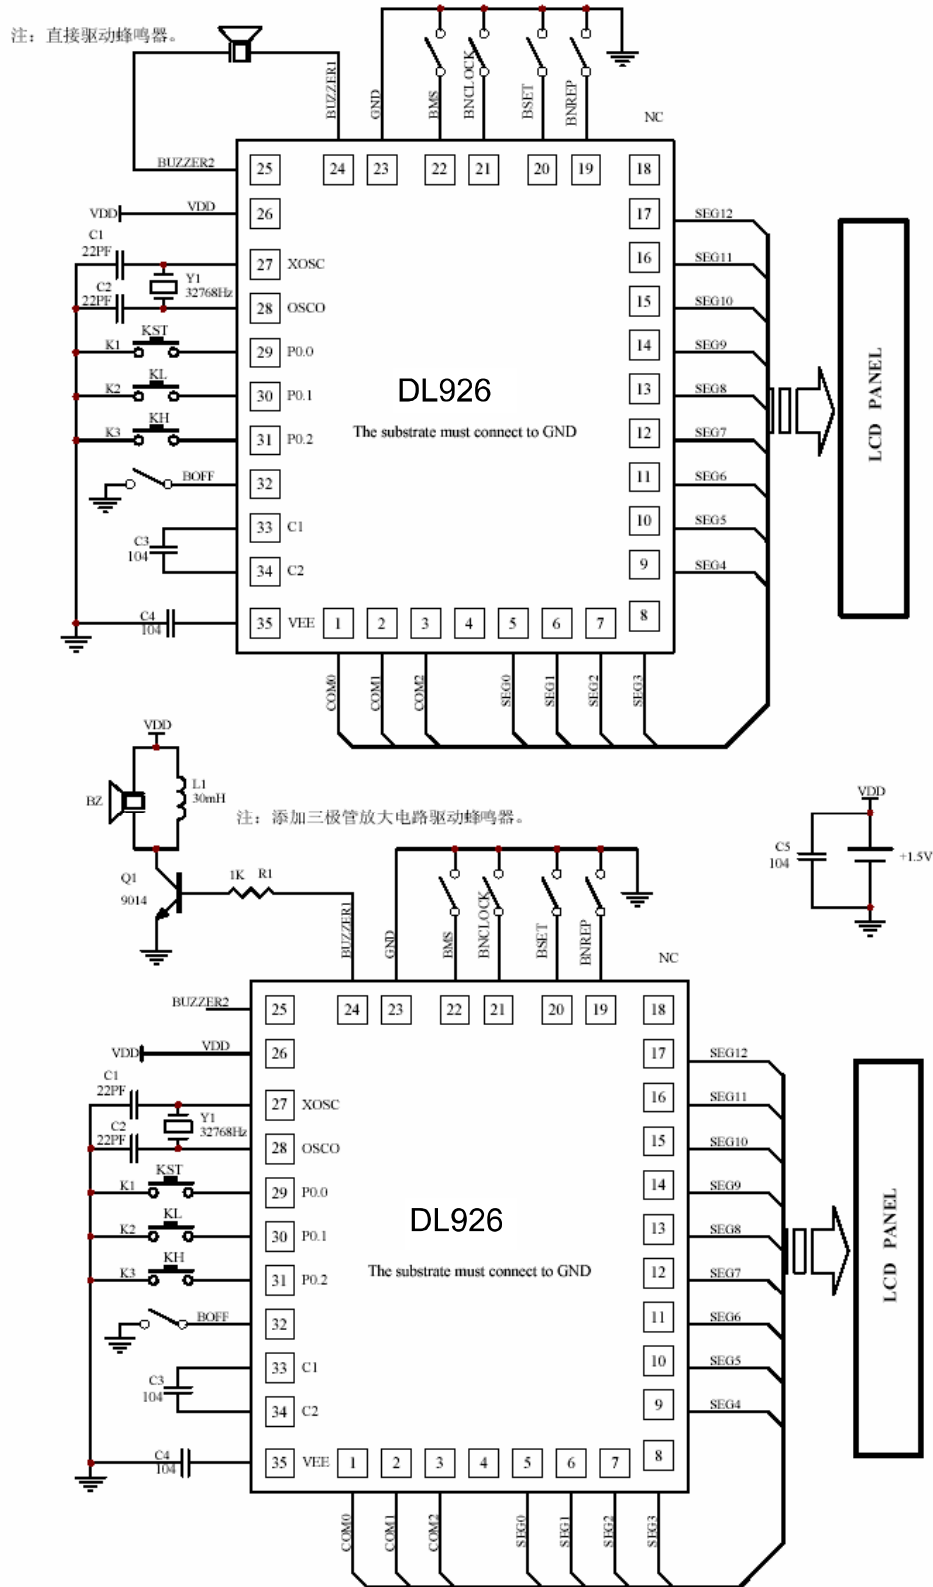 注：直接驱动蜂鸣器。
BUZZER1
GND
BMS
BNCLOCK
BSET
BNREP
NC
BUZZER2
25
24
23
22
21
20
19
18
VDD
VDD
26
17
SEG12
C1
22PF
27
XOSC
16
SEG11
Y1
32768Hz
C2
22PF
28
OSCO
15
SEG10
K1
KST
29
P0.0
14
SEG9
K2
KL
30
P0.1
13
SEG8
DL926
K3
KH
31
P0.2
The substrate must connect to GND
12
SEG7
LCD PANEL
BOFF
32
11
SEG6
33
C1
10
SEG5
C3
104
34
C2
9
SEG4
C4
104
35
VEE
1
2
3
4
5
6
7
8
COM0
COM1
COM2
SEG0
SEG1
SEG2
SEG3
VDD
BZ
L1
30mH
注：添加三极管放大电路驱动蜂鸣器。
VDD
C5
104
+1.5V
Q1
9014
1K
R1
BUZZER1
GND
BMS
BNCLOCK
BSET
BNREP
NC
BUZZER2
25
24
23
22
21
20
19
18
VDD
VDD
26
17
SEG12
C1
22PF
27
XOSC
16
SEG11
Y1
32768Hz
C2
22PF
28
OSCO
15
SEG10
K1
KST
29
P0.0
14
SEG9
K2
KL
30
P0.1
13
SEG8
DL926
K3
KH
31
P0.2
The substrate must connect to GND
12
SEG7
LCD PANEL
BOFF
32
11
SEG6
33
C1
10
SEG5
C3
104
34
C2
9
SEG4
C4
104
35
VEE
1
2
3
4
5
6
7
8
COM0
COM1
COM2
SEG0
SEG1
SEG2
SEG3